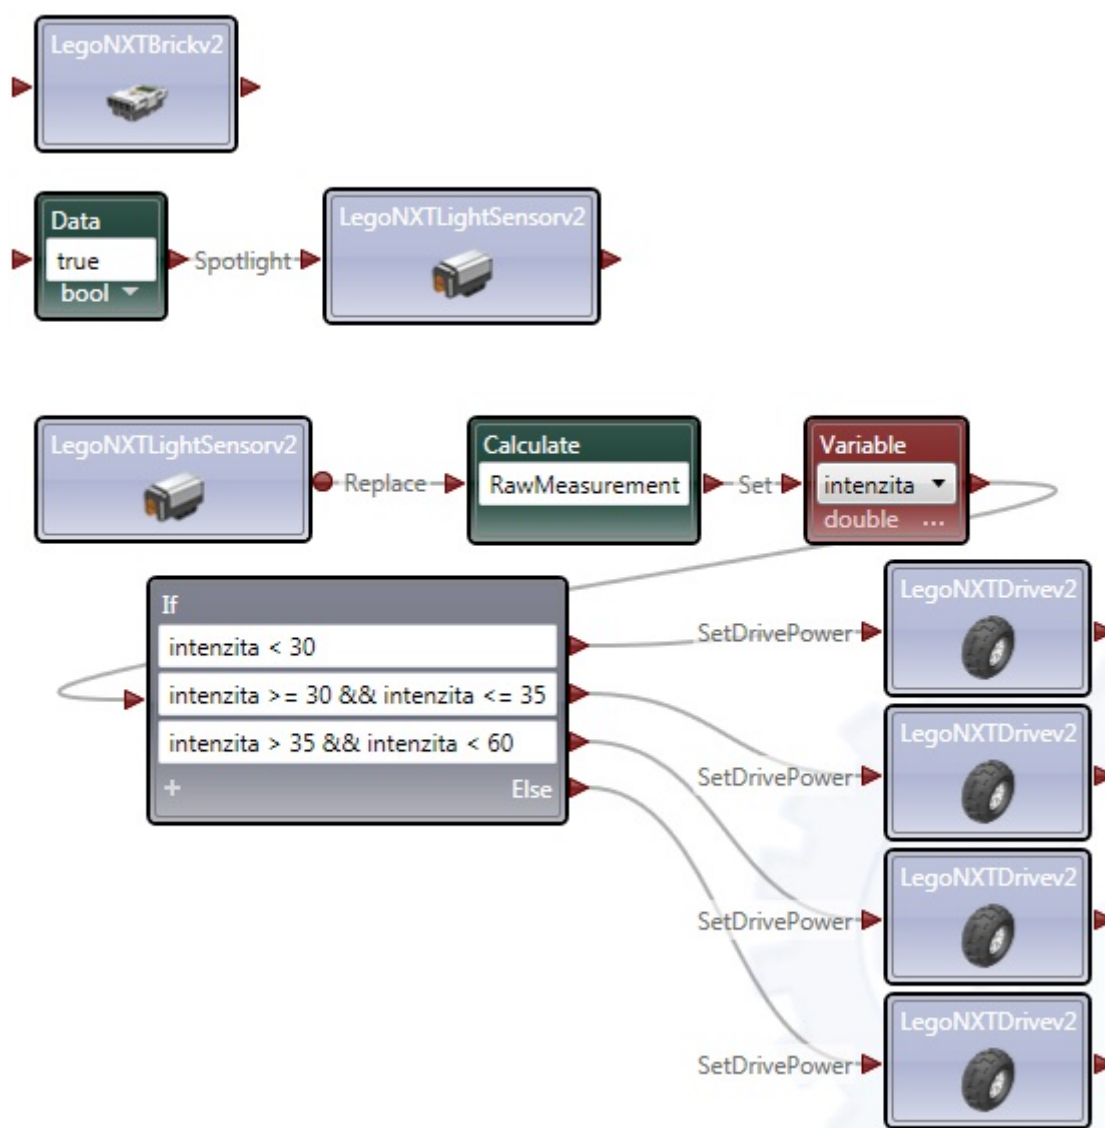 LegoNXTBrickv2
Data
true
bool
Spotlight
LegoNXTLightSensorv2
LegoNXTLightSensorv2
Replace
Calculate
RawMeasurement
Set
Variable
intenzita
double ...
If
intenzita < 30
intenzita >= 30 && intenzita <= 35
intenzita > 35 && intenzita < 60
+ Else
SetDrivePower
LegoNXTDrivev2
SetDrivePower
LegoNXTDrivev2
SetDrivePower
LegoNXTDrivev2
SetDrivePower
LegoNXTDrivev2